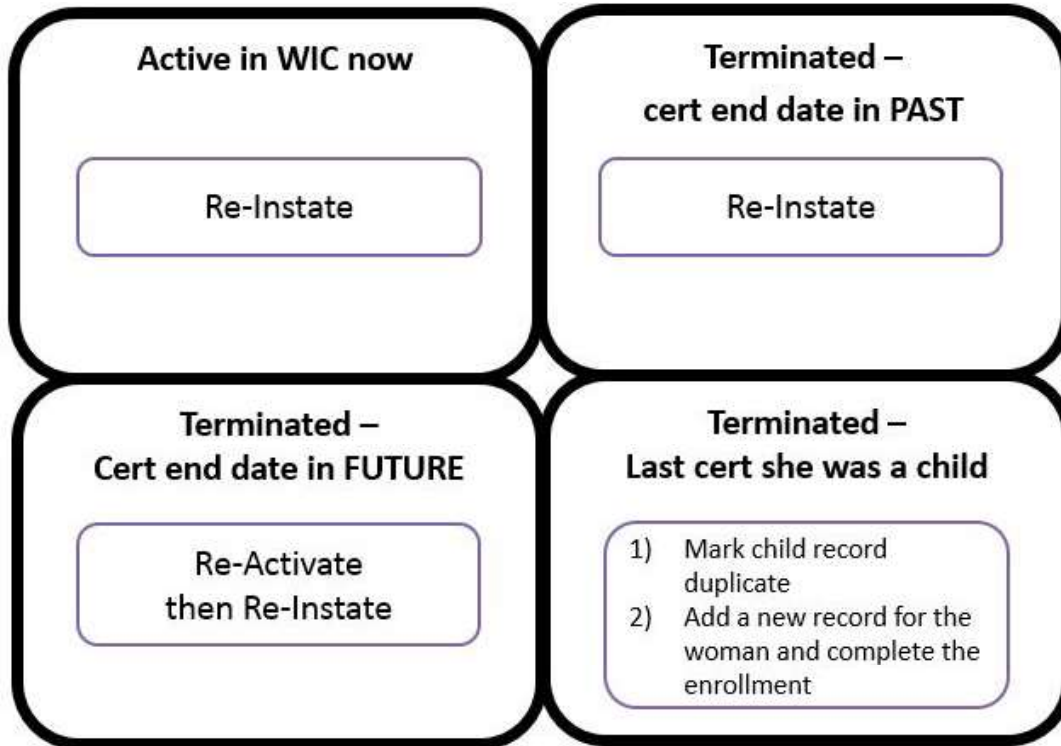 Active in WIC now
Re-Instate
Terminated –
cert end date in PAST
Re-Instate
Terminated –
Cert end date in FUTURE
Re-Activate
then Re-Instate
Terminated –
Last cert she was a child
1) Mark child record
duplicate
2) Add a new record for the
woman and complete the
enrollment